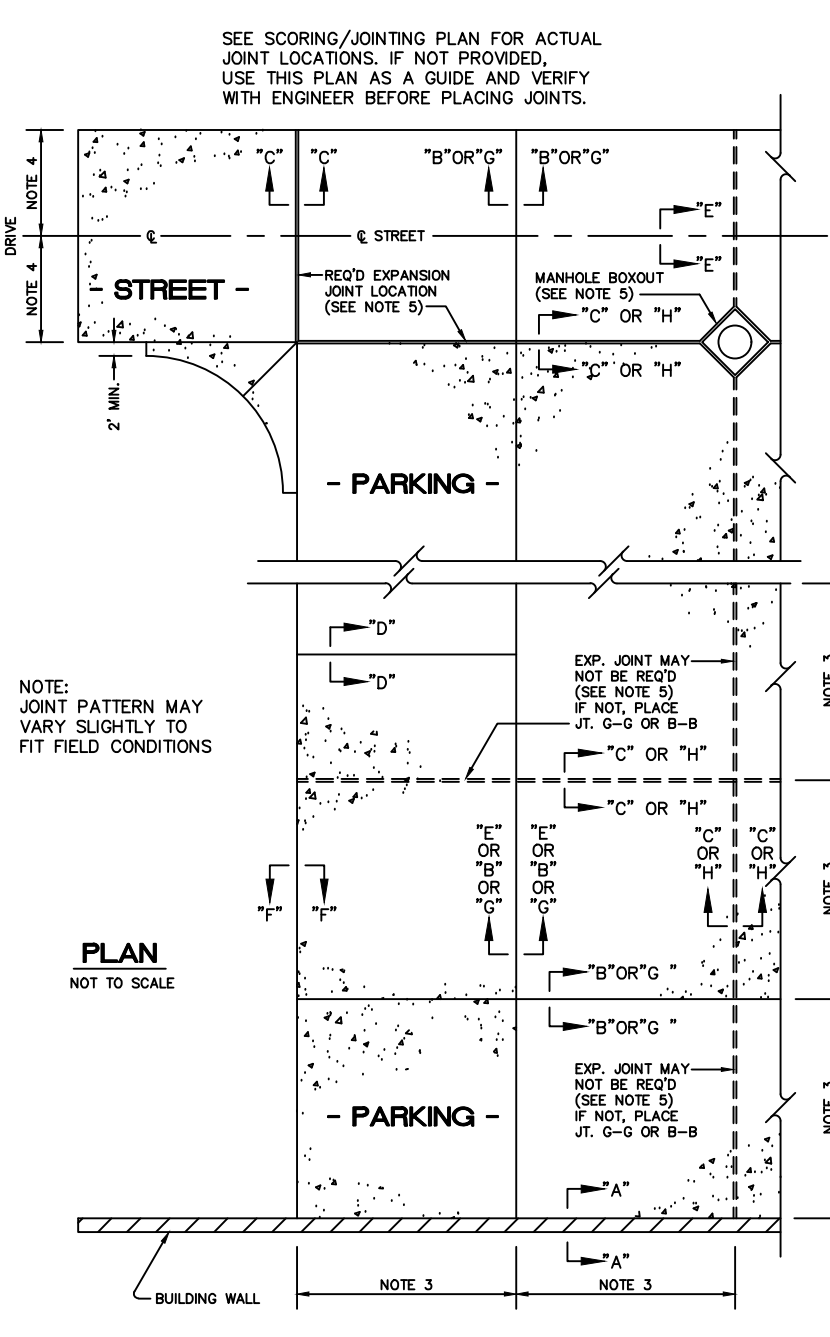 SEE SCORING/JOINTING PLAN FOR ACTUAL
JOINT LOCATIONS. IF NOT PROVIDED,
USE THIS PLAN AS A GUIDE AND VERIFY
WITH ENGINEER BEFORE PLACING JOINTS.
DRIVE
NOTE 4
NOTE 4
"C"
"C"
"B"OR"G"
"B"OR"G"
"E"
"E"
℄
℄ STREET
- STREET -
REQ'D EXPANSION
JOINT LOCATION
(SEE NOTE 5)
MANHOLE BOXOUT
(SEE NOTE 5)
"C" OR "H"
"C" OR "H"
2' MIN.
- PARKING -
"D"
"D"
NOTE:
JOINT PATTERN MAY
VARY SLIGHTLY TO
FIT FIELD CONDITIONS
EXP. JOINT MAY
NOT BE REQ'D
(SEE NOTE 5)
IF NOT, PLACE
JT. G-G OR B-B
NOTE 3
"C" OR "H"
"C" OR "H"
"E"
OR
"B"
OR
"G"
"E"
OR
"B"
OR
"G"
"C"
OR
"H"
"C"
OR
"H"
NOTE 3
"F"
"F"
PLAN
NOT TO SCALE
"B"OR"G "
"B"OR"G "
EXP. JOINT MAY
NOT BE REQ'D
(SEE NOTE 5)
IF NOT, PLACE
JT. G-G OR B-B
NOTE 3
- PARKING -
"A"
"A"
BUILDING WALL
NOTE 3
NOTE 3